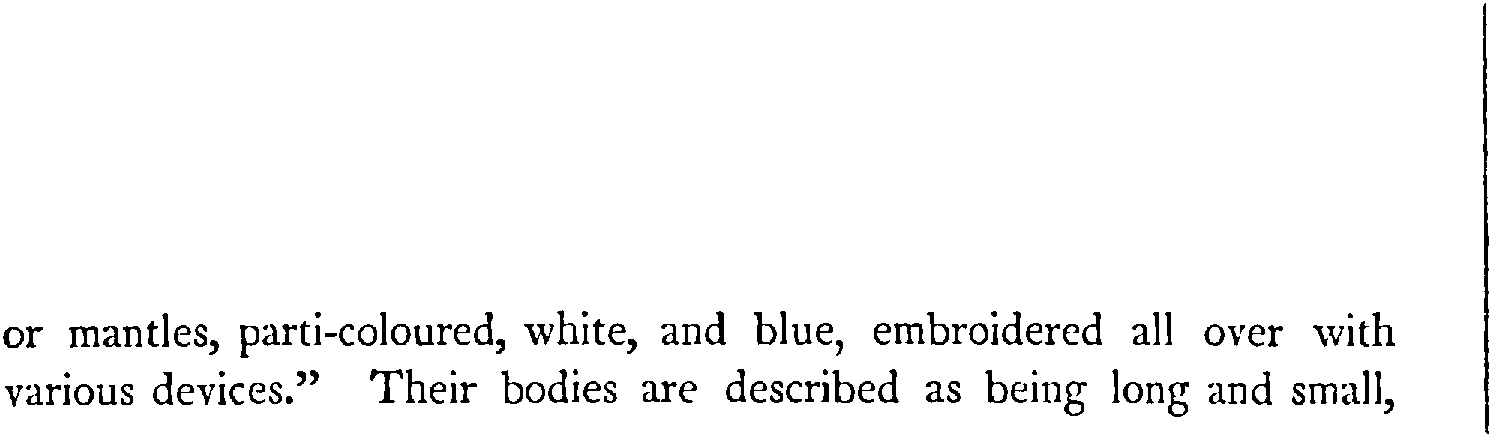 or mantles, parti-coloured, white, and blue, embroidered all over with
various devices.” Their bodies are described as being long and small,